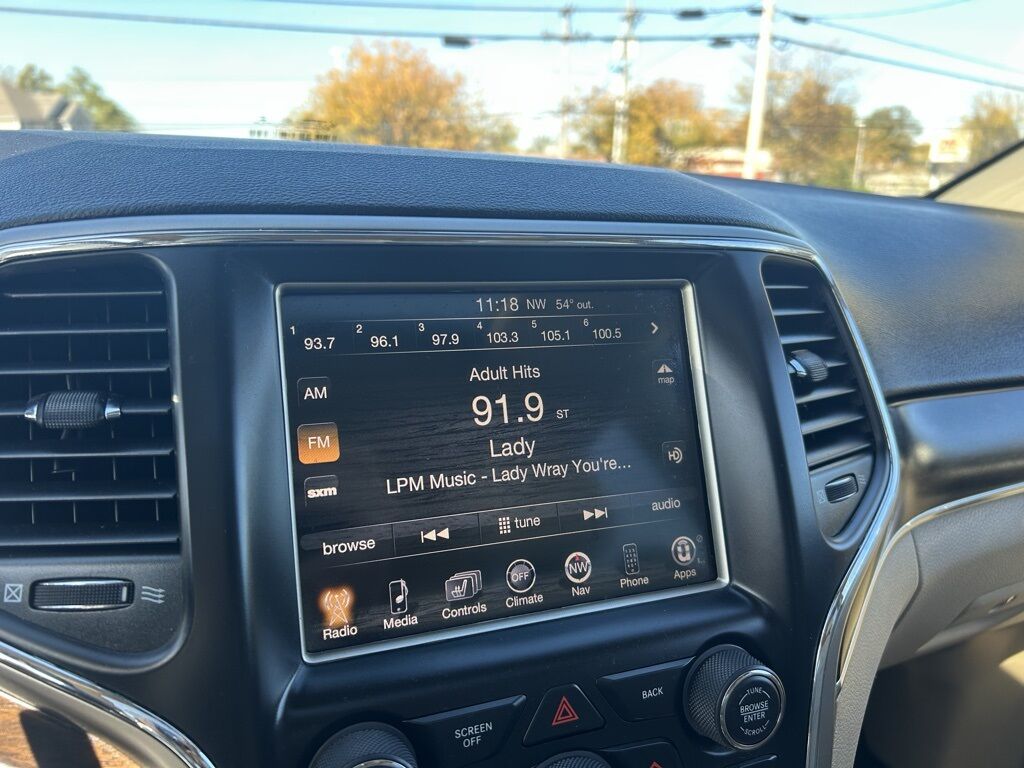 11:18 NW 54° out.
1 93.7 2 96.1 3 97.9 4 103.3 5 105.1 6 100.5
Adult Hits
map
AM
91.9 ST
FM
Lady
HD
sxm
LPM Music - Lady Wray You're...
browse tune audio
OFF NW
Radio Media Controls Climate Nav Phone Apps
SCREEN
OFF
BACK
TUNE
BROWSE
ENTER
SCROLL